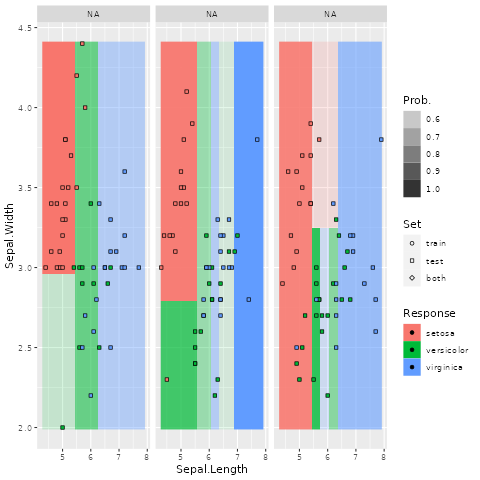 NA NA NA
Sepal.Width
4.5
4.0
3.5
3.0
2.5
2.0
5 6 7 8 5 6 7 8 5 6 7 8
Sepal.Length
Prob.
0.6
0.7
0.8
0.9
1.0
Set
train
test
both
Response
setosa
versicolor
virginica